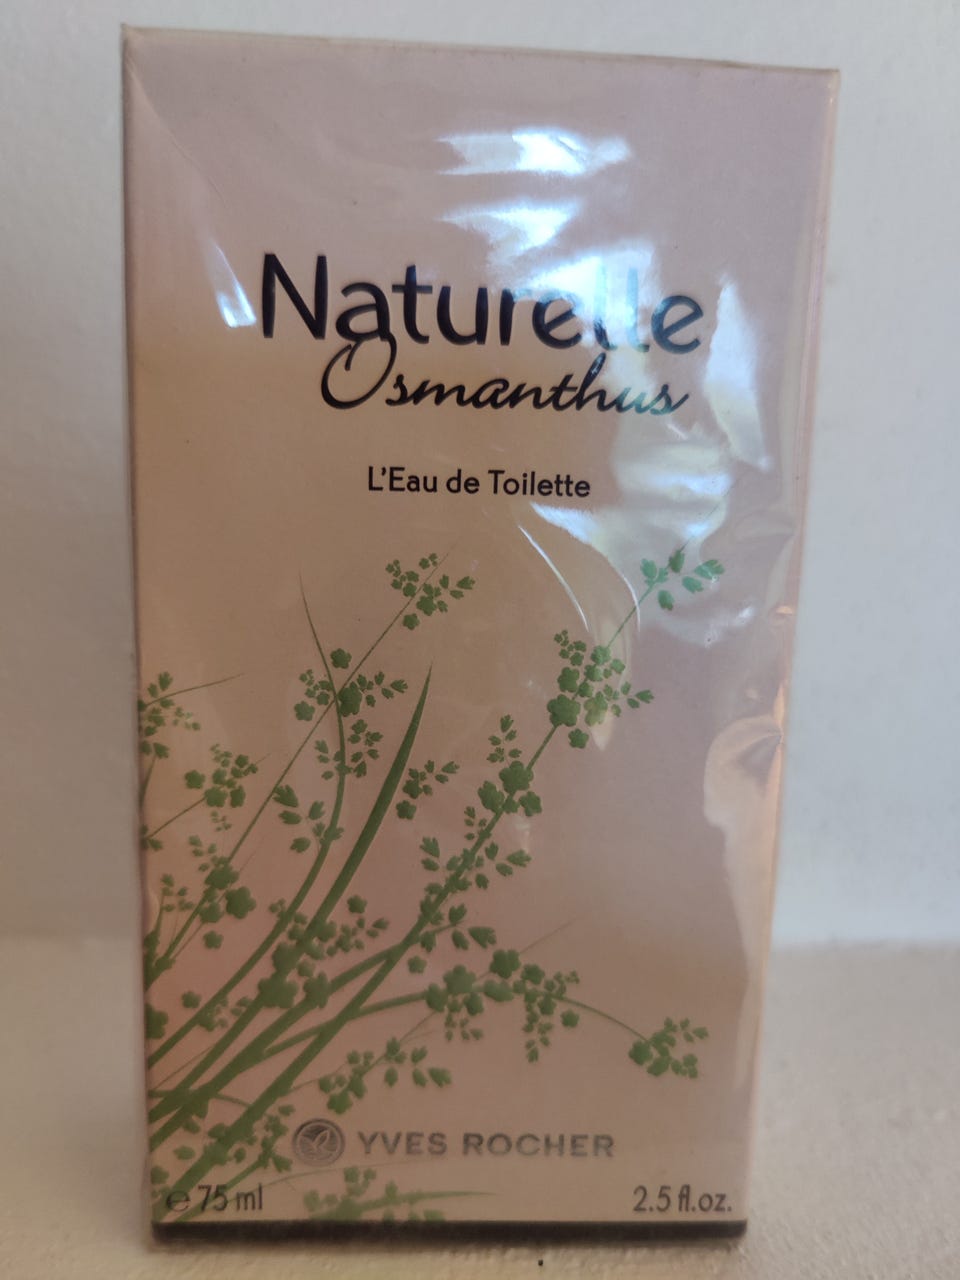 Naturelle
Osmanthus
L'Eau de Toilette
YVES ROCHER
℮ 75 ml
2.5 fl.oz.